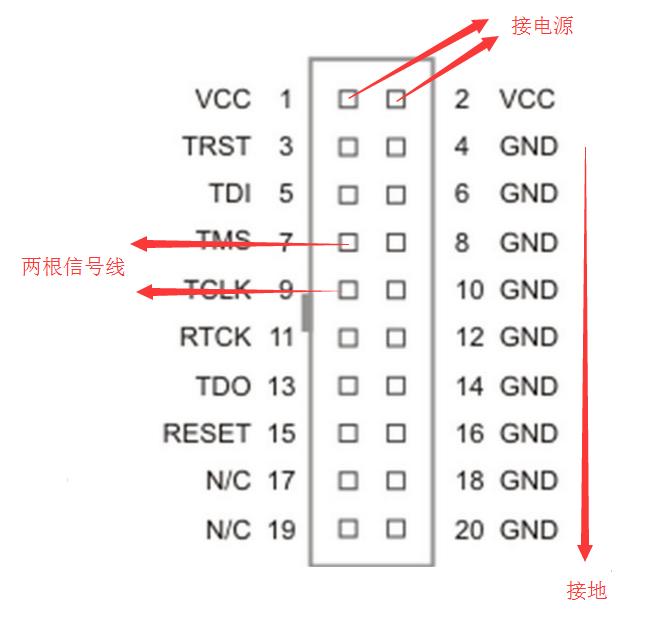 接电源
VCC 1 2 VCC
TRST 3 4 GND
TDI 5 6 GND
TMS 7 8 GND
两根信号线
TCLK 9 10 GND
RTCK 11 12 GND
TDO 13 14 GND
RESET 15 16 GND
N/C 17 18 GND
N/C 19 20 GND
接地